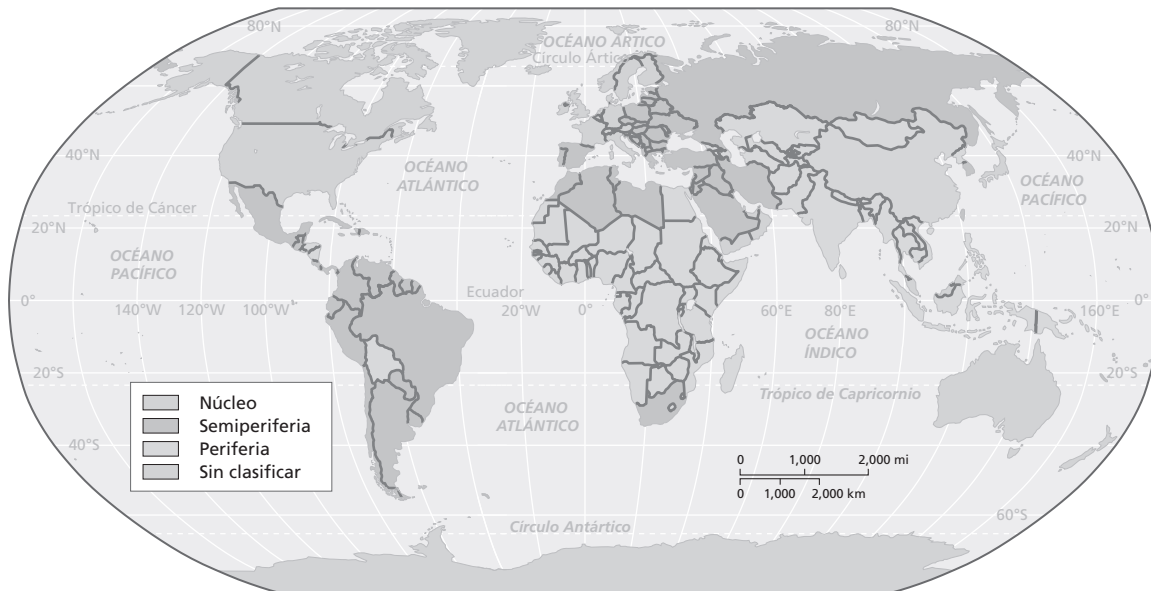 80°N
OCÉANO ÁRTICO
80°N
Círculo Ártico
40°N
OCÉANO
ATLÁNTICO
40°N
OCÉANO
PACÍFICO
Trópico de Cáncer
20°N
20°N
OCÉANO
PACÍFICO
Ecuador
0°
140°W
120°W
100°W
20°W
0°
60°E
80°E
OCÉANO
ÍNDICO
160°E
0°
20°S
Trópico de Capricornio
20°S
OCÉANO
ATLÁNTICO
Núcleo
Semiperiferia
Periferia
Sin clasificar
40°S
40°S
0 1,000 2,000 mi
0 1,000 2,000 km
60°S
Círculo Antártico